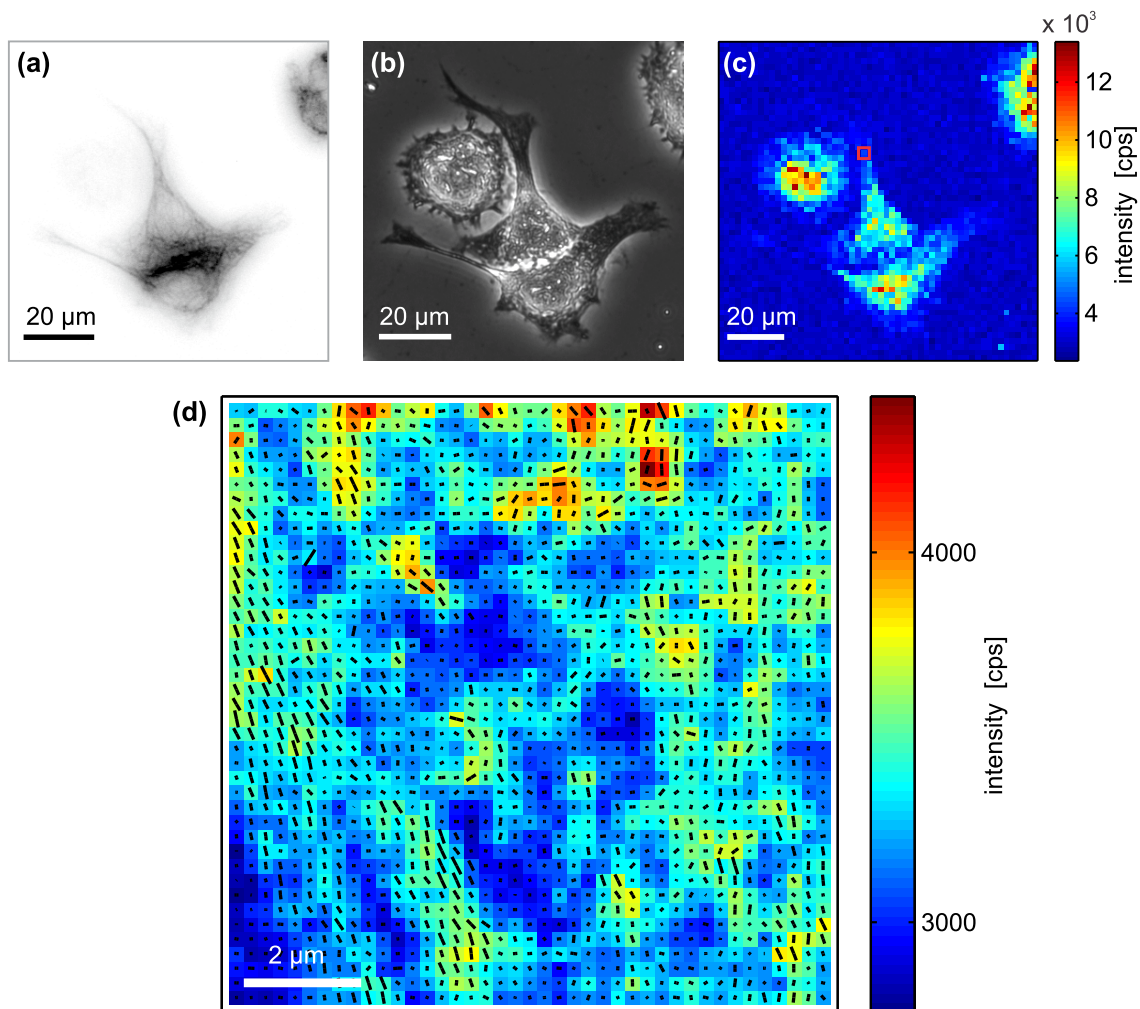 (a)
20 µm
(b)
20 µm
(c)
20 µm
x 10³
12
10
8
6
4
intensity [cps]
(d)
2 µm
4000
3000
intensity [cps]